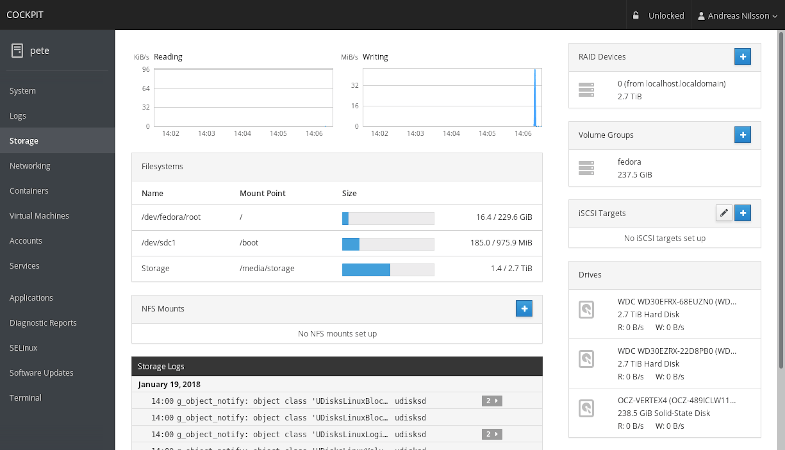 COCKPIT
Unlocked
Andreas Nilsson
pete
System
Logs
Storage
Networking
Containers
Virtual Machines
Accounts
Services
Applications
Diagnostic Reports
SELinux
Software Updates
Terminal
KiB/s Reading
96
64
32
0
14:02 14:03 14:04 14:05 14:06
MiB/s Writing
32
16
0
14:02 14:03 14:04 14:05 14:06
Filesystems
Name Mount Point Size
/dev/fedora/root / 16.4 / 229.6 GiB
/dev/sdc1 /boot 185.0 / 975.9 MiB
Storage /media/storage 1.4 / 2.7 TiB
NFS Mounts
No NFS mounts set up
Storage Logs
January 19, 2018
14:00 g_object_notify: object class 'UDisksLinuxBloc… udisksd 2
14:00 g_object_notify: object class 'UDisksLinuxBloc… udisksd
14:00 g_object_notify: object class 'UDisksLinuxLogi… udisksd 2
RAID Devices
0 (from localhost.localdomain)
2.7 TiB
Volume Groups
fedora
237.5 GiB
iSCSI Targets
No iSCSI targets set up
Drives
WDC WD30EFRX-68EUZN0 (WD…
2.7 TiB Hard Disk
R: 0 B/s W: 0 B/s
WDC WD30EZRX-22D8PB0 (WD…
2.7 TiB Hard Disk
R: 0 B/s W: 0 B/s
OCZ-VERTEX4 (OCZ-489ICLW11…
238.5 GiB Solid-State Disk
R: 0 B/s W: 0 B/s